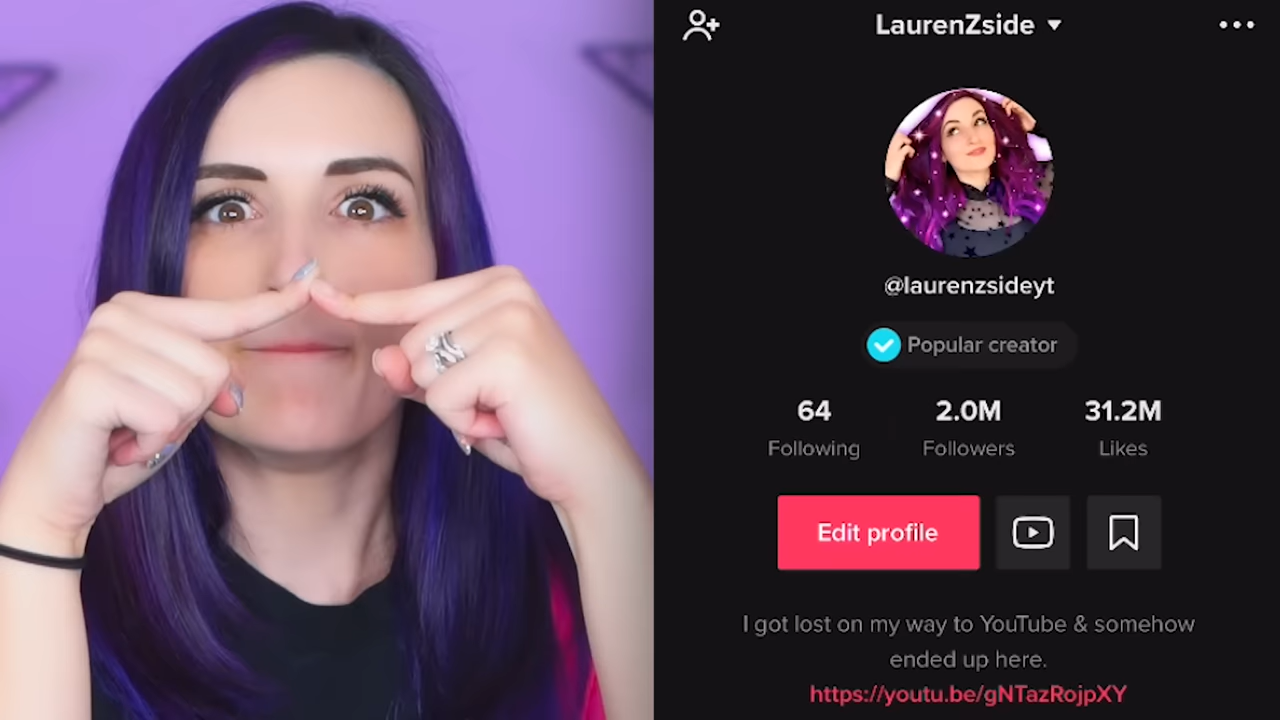 LaurenZside
@laurenzsideyt
Popular creator
64 2.0M 31.2M
Following Followers Likes
Edit profile
I got lost on my way to YouTube & somehow
ended up here.
https://youtu.be/gNTazRojpXY